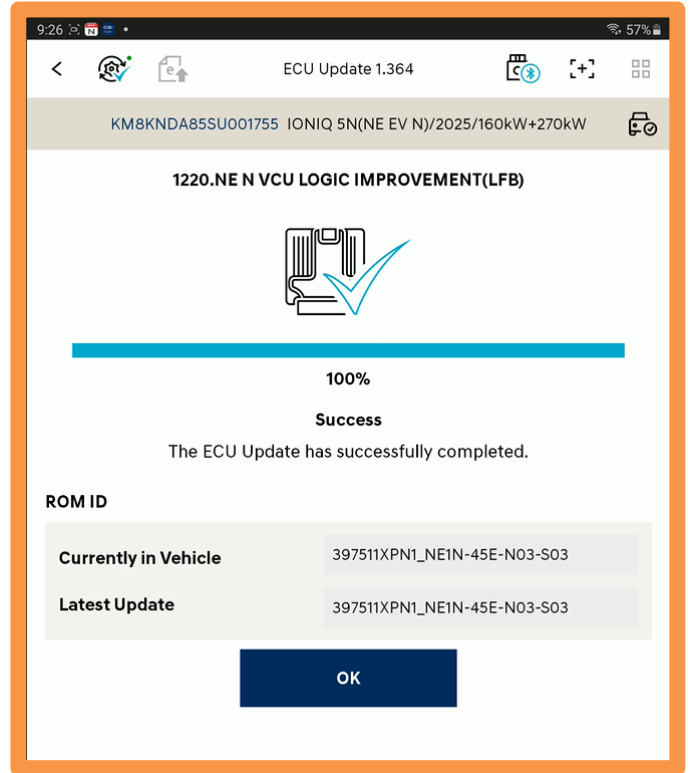 9:26
57%
ECU Update 1.364
KM8KNDA85SU001755 IONIQ 5N(NE EV N)/2025/160kW+270kW
1220.NE N VCU LOGIC IMPROVEMENT(LFB)
100%
Success
The ECU Update has successfully completed.
ROM ID
Currently in Vehicle 397511XPN1_NE1N-45E-N03-S03
Latest Update 397511XPN1_NE1N-45E-N03-S03
OK